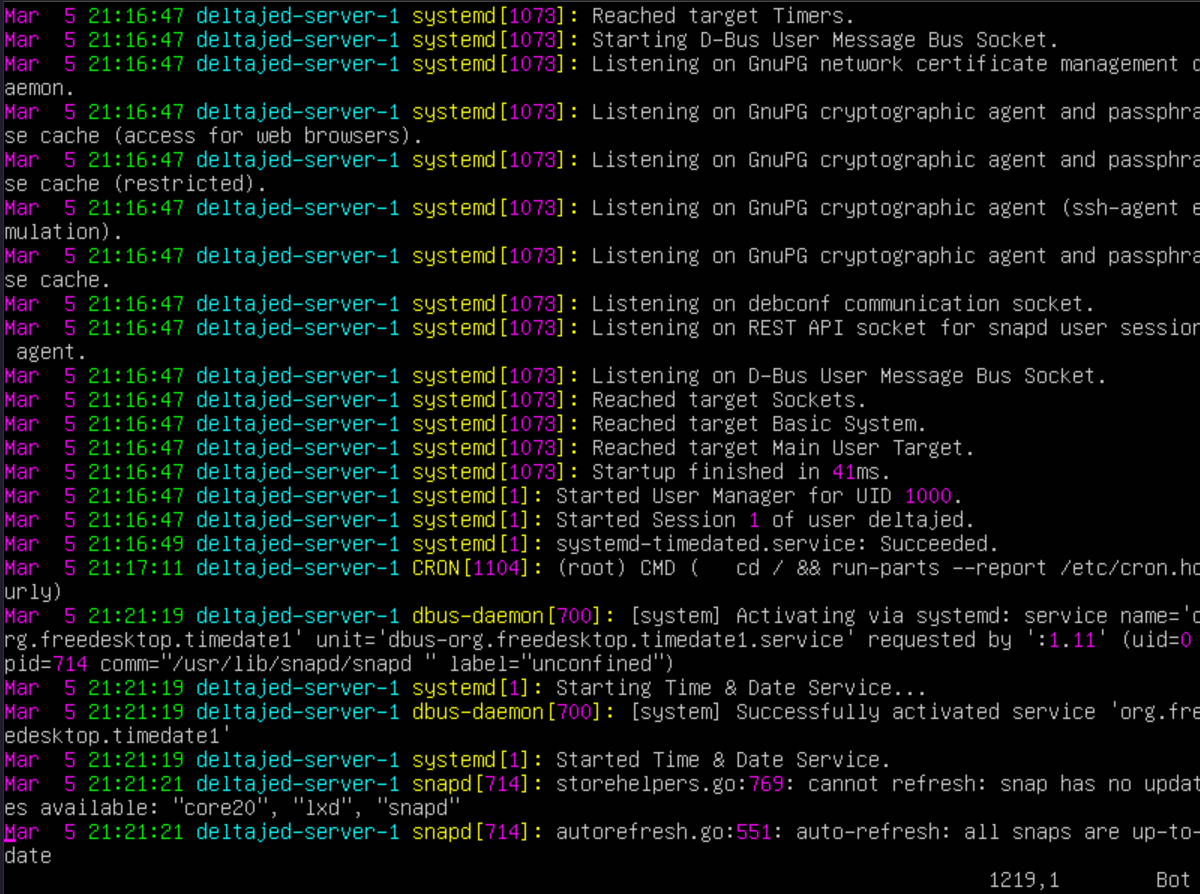 Mar  5 21:16:47 deltajed-server-1 systemd[1073]: Reached target Timers.
Mar  5 21:16:47 deltajed-server-1 systemd[1073]: Starting D-Bus User Message Bus Socket.
Mar  5 21:16:47 deltajed-server-1 systemd[1073]: Listening on GnuPG network certificate management d
aemon.
Mar  5 21:16:47 deltajed-server-1 systemd[1073]: Listening on GnuPG cryptographic agent and passphra
se cache (access for web browsers).
Mar  5 21:16:47 deltajed-server-1 systemd[1073]: Listening on GnuPG cryptographic agent and passphra
se cache (restricted).
Mar  5 21:16:47 deltajed-server-1 systemd[1073]: Listening on GnuPG cryptographic agent (ssh-agent e
mulation).
Mar  5 21:16:47 deltajed-server-1 systemd[1073]: Listening on GnuPG cryptographic agent and passphra
se cache.
Mar  5 21:16:47 deltajed-server-1 systemd[1073]: Listening on debconf communication socket.
Mar  5 21:16:47 deltajed-server-1 systemd[1073]: Listening on REST API socket for snapd user session
 agent.
Mar  5 21:16:47 deltajed-server-1 systemd[1073]: Listening on D-Bus User Message Bus Socket.
Mar  5 21:16:47 deltajed-server-1 systemd[1073]: Reached target Sockets.
Mar  5 21:16:47 deltajed-server-1 systemd[1073]: Reached target Basic System.
Mar  5 21:16:47 deltajed-server-1 systemd[1073]: Reached target Main User Target.
Mar  5 21:16:47 deltajed-server-1 systemd[1073]: Startup finished in 41ms.
Mar  5 21:16:47 deltajed-server-1 systemd[1]: Started User Manager for UID 1000.
Mar  5 21:16:47 deltajed-server-1 systemd[1]: Started Session 1 of user deltajed.
Mar  5 21:16:49 deltajed-server-1 systemd[1]: systemd-timedated.service: Succeeded.
Mar  5 21:17:11 deltajed-server-1 CRON[1104]: (root) CMD (   cd / && run-parts --report /etc/cron.ho
urly)
Mar  5 21:21:19 deltajed-server-1 dbus-daemon[700]: [system] Activating via systemd: service name='o
rg.freedesktop.timedate1' unit='dbus-org.freedesktop.timedate1.service' requested by ':1.11' (uid=0
pid=714 comm="/usr/lib/snapd/snapd " label="unconfined")
Mar  5 21:21:19 deltajed-server-1 systemd[1]: Starting Time & Date Service...
Mar  5 21:21:19 deltajed-server-1 dbus-daemon[700]: [system] Successfully activated service 'org.fre
edesktop.timedate1'
Mar  5 21:21:19 deltajed-server-1 systemd[1]: Started Time & Date Service.
Mar  5 21:21:21 deltajed-server-1 snapd[714]: storehelpers.go:769: cannot refresh: snap has no updat
es available: "core20", "lxd", "snapd"
Mar  5 21:21:21 deltajed-server-1 snapd[714]: autorefresh.go:551: auto-refresh: all snaps are up-to-
date
1219,1 Bot